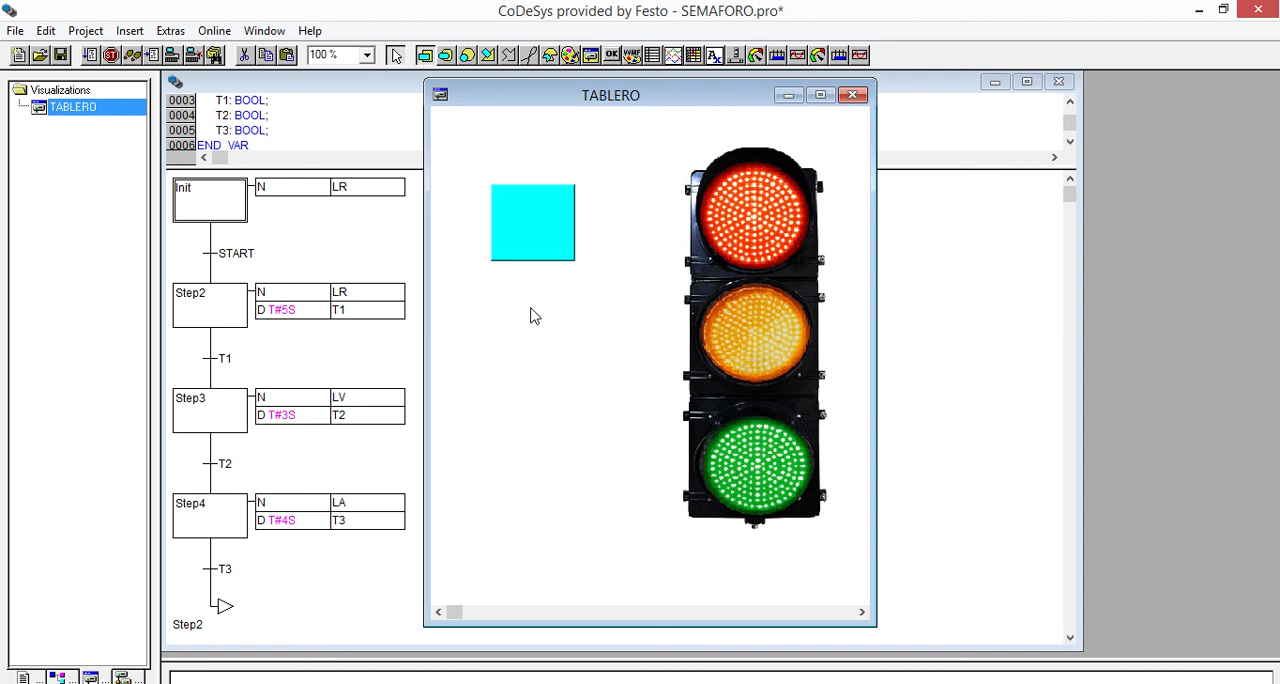 CoDeSys provided by Festo - SEMAFORO.pro*
File Edit Project Insert Extras Online Window Help
100 %
OK
Visualizations
TABLERO
TABLERO
0003 T1: BOOL;
0004 T2: BOOL;
0005 T3: BOOL;
0006 END_VAR
Init N LR
START
Step2 N LR
D T#5S T1
T1
Step3 N LV
D T#3S T2
T2
Step4 N LA
D T#4S T3
T3
Step2